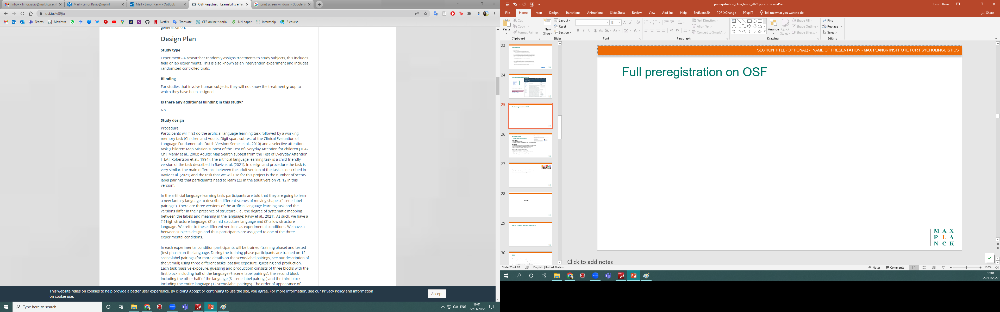 Inbox - limor.raviv@mail.huji.ac.il
Mail - Limor.Raviv@mpi.nl
Mail - Limor Raviv - Outlook
OSF Registries | Learnability effec
print screen windows - Google S
osf.io/w89ju
Teams
MaxIntra
Netflix
Translate
CES online tutorial
NN paper
Internship
R course
generalization.
Design Plan
Study type
Experiment - A researcher randomly assigns treatments to study subjects, this includes
field or lab experiments. This is also known as an intervention experiment and includes
randomized controlled trials.
Blinding
For studies that involve human subjects, they will not know the treatment group to
which they have been assigned.
Is there any additional blinding in this study?
No
Study design
Procedure
Participants will first do the artificial language learning task followed by a working
memory task (Children and Adults: Digit span, subtest of the Clinical Evaluation of
Language Fundamentals: Dutch Version; Semel et al., 2010) and a selective attention
task (Children: Map Mission subtest of the Test of Everyday Attention for children [TEA-
Ch], Manly et al., 2003; Adults: Map Search subtest from the Test of Everyday Attention
[TEA], Robertson et al., 1994). The artificial language learning task is a child friendly
version of the task described in Raviv et al. (2021). In design and procedure the task is
very similar, the main difference between the adult version of the task as described in
Raviv et al. (2021) and the task that we will use for this project is the number of scene-
label pairings that participants need to learn (23 in the adult version vs. 12 in this
version).
In the artificial language learning task, participants are told that they are going to learn
a new fantasy language to describe different scenes of moving shapes (“scene-label
pairings”). There are three versions of the artificial language learning task and the
versions differ in their presence of structure (i.e., the degree of systematic mapping
between the labels and meaning in the language; Raviv et al., 2021). As such, we have a
(1) high structure language, (2) a mid structure language and (3) a low structure
language. We refer to these different versions as experimental conditions. We have a
between subjects design and thus participants are assigned to one of the three
experimental conditions.
In each experimental condition participants will be trained (training phase) and tested
(test phase) on the language. During the training phase participants are trained on 12
scene-label pairings (for more details on the scene-label pairings, see our description of
the Stimuli) using three different tasks: passive exposure, guessing and production.
Each task (passive exposure, guessing and production) consists of three blocks with the
first block including half of the language (6 scene-label pairings), the second block
including the other half of the language (6 scene-label pairings) and the third block
including the entire language (12 scene-label pairings). The order of appearance of
This website relies on cookies to help provide a better user experience. By clicking Accept or continuing to use the site, you agree. For more information, see our Privacy Policy and information
on cookie use.
Accept
Type here to search
ENG
16:01
22/11/2022
preregistration_class_limor_2022.pptx - PowerPoint
Limor Raviv
File
Home
Insert
Design
Transitions
Animations
Slide Show
Review
View
Add-ins
Help
EndNote 20
PDF-XChange
PPspliT
Tell me what you want to do
Share
Paste
Cut
Copy
Format Painter
Clipboard
New
Slide
Layout
Reset
Section
Slides
18
Font
Text Direction
Align Text
Convert to SmartArt
Paragraph
Arrange
Quick
Styles
Shape Fill
Shape Outline
Shape Effects
Drawing
Find
Replace
Select
Editing
23
24
Full preregistration on OSF
25
Full preregistration on OSF
26
Michael Frank:
"Preregister everything"
27
28
Break
29
30
SECTION TITLE (OPTIONAL) • NAME OF PRESENTATION • MAX PLANCK INSTITUTE FOR PSYCHOLINGUISTICS
Full preregistration on OSF
MAX
PLA
NCK
Click to add notes
Slide 25 of 67
English (United States)
Notes
Comments
110%
16:01
22/11/2022